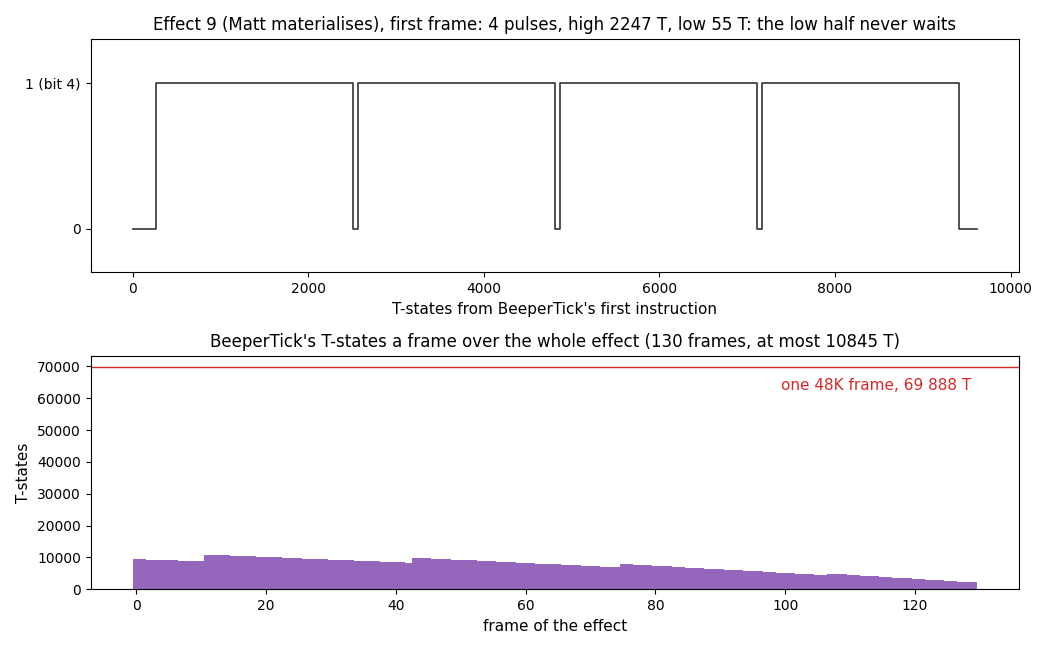 Effect 9 (Matt materialises), first frame: 4 pulses, high 2247 T, low 55 T: the low half never waits
1 (bit 4)
0
0 2000 4000 6000 8000 10000
T-states from BeeperTick's first instruction
BeeperTick's T-states a frame over the whole effect (130 frames, at most 10845 T)
70000
one 48K frame, 69 888 T
60000
50000
40000
30000
20000
10000
0
T-states
0 20 40 60 80 100 120
frame of the effect